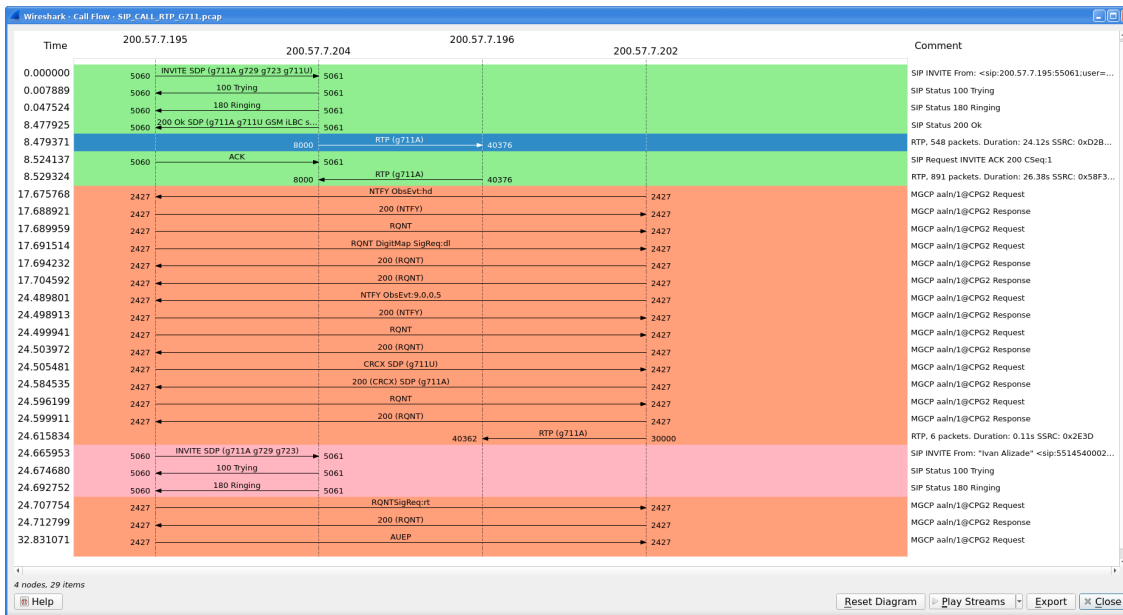 Wireshark · Call Flow · SIP_CALL_RTP_G711.pcap
Time 200.57.7.195 200.57.7.204 200.57.7.196 200.57.7.202 Comment
0.000000 5060 INVITE SDP (g711A g729 g723 g711U) 5061 SIP INVITE From: <sip:200.57.7.195:55061;user=...
0.007889 5060 100 Trying 5061 SIP Status 100 Trying
0.047524 5060 180 Ringing 5061 SIP Status 180 Ringing
8.477925 5060 200 Ok SDP (g711A g711U GSM iLBC s... 5061 SIP Status 200 Ok
8.479371 8000 RTP (g711A) 40376 RTP, 548 packets. Duration: 24.12s SSRC: 0xD2B...
8.524137 5060 ACK 5061 SIP Request INVITE ACK 200 CSeq:1
8.529324 8000 RTP (g711A) 40376 RTP, 891 packets. Duration: 26.38s SSRC: 0x58F3...
17.675768 2427 NTFY ObsEvt:hd 2427 MGCP aaln/1@CPG2 Request
17.688921 2427 200 (NTFY) 2427 MGCP aaln/1@CPG2 Response
17.689959 2427 RQNT 2427 MGCP aaln/1@CPG2 Request
17.691514 2427 RQNT DigitMap SigReq:dl 2427 MGCP aaln/1@CPG2 Request
17.694232 2427 200 (RQNT) 2427 MGCP aaln/1@CPG2 Response
17.704592 2427 200 (RQNT) 2427 MGCP aaln/1@CPG2 Response
24.489801 2427 NTFY ObsEvt:9,0,0,5 2427 MGCP aaln/1@CPG2 Request
24.498913 2427 200 (NTFY) 2427 MGCP aaln/1@CPG2 Response
24.499941 2427 RQNT 2427 MGCP aaln/1@CPG2 Request
24.503972 2427 200 (RQNT) 2427 MGCP aaln/1@CPG2 Response
24.505481 2427 CRCX SDP (g711U) 2427 MGCP aaln/1@CPG2 Request
24.584535 2427 200 (CRCX) SDP (g711A) 2427 MGCP aaln/1@CPG2 Response
24.596199 2427 RQNT 2427 MGCP aaln/1@CPG2 Request
24.599911 2427 200 (RQNT) 2427 MGCP aaln/1@CPG2 Response
24.615834 40362 RTP (g711A) 30000 RTP, 6 packets. Duration: 0.11s SSRC: 0x2E3D
24.665953 5060 INVITE SDP (g711A g729 g723) 5061 SIP INVITE From: "Ivan Alizade" <sip:5514540002...
24.674680 5060 100 Trying 5061 SIP Status 100 Trying
24.692752 5060 180 Ringing 5061 SIP Status 180 Ringing
24.707754 2427 RQNTSigReq:rt 2427 MGCP aaln/1@CPG2 Request
24.712799 2427 200 (RQNT) 2427 MGCP aaln/1@CPG2 Response
32.831071 2427 AUEP 2427 MGCP aaln/1@CPG2 Request
4 nodes, 29 items
Help Reset Diagram Play Streams Export Close